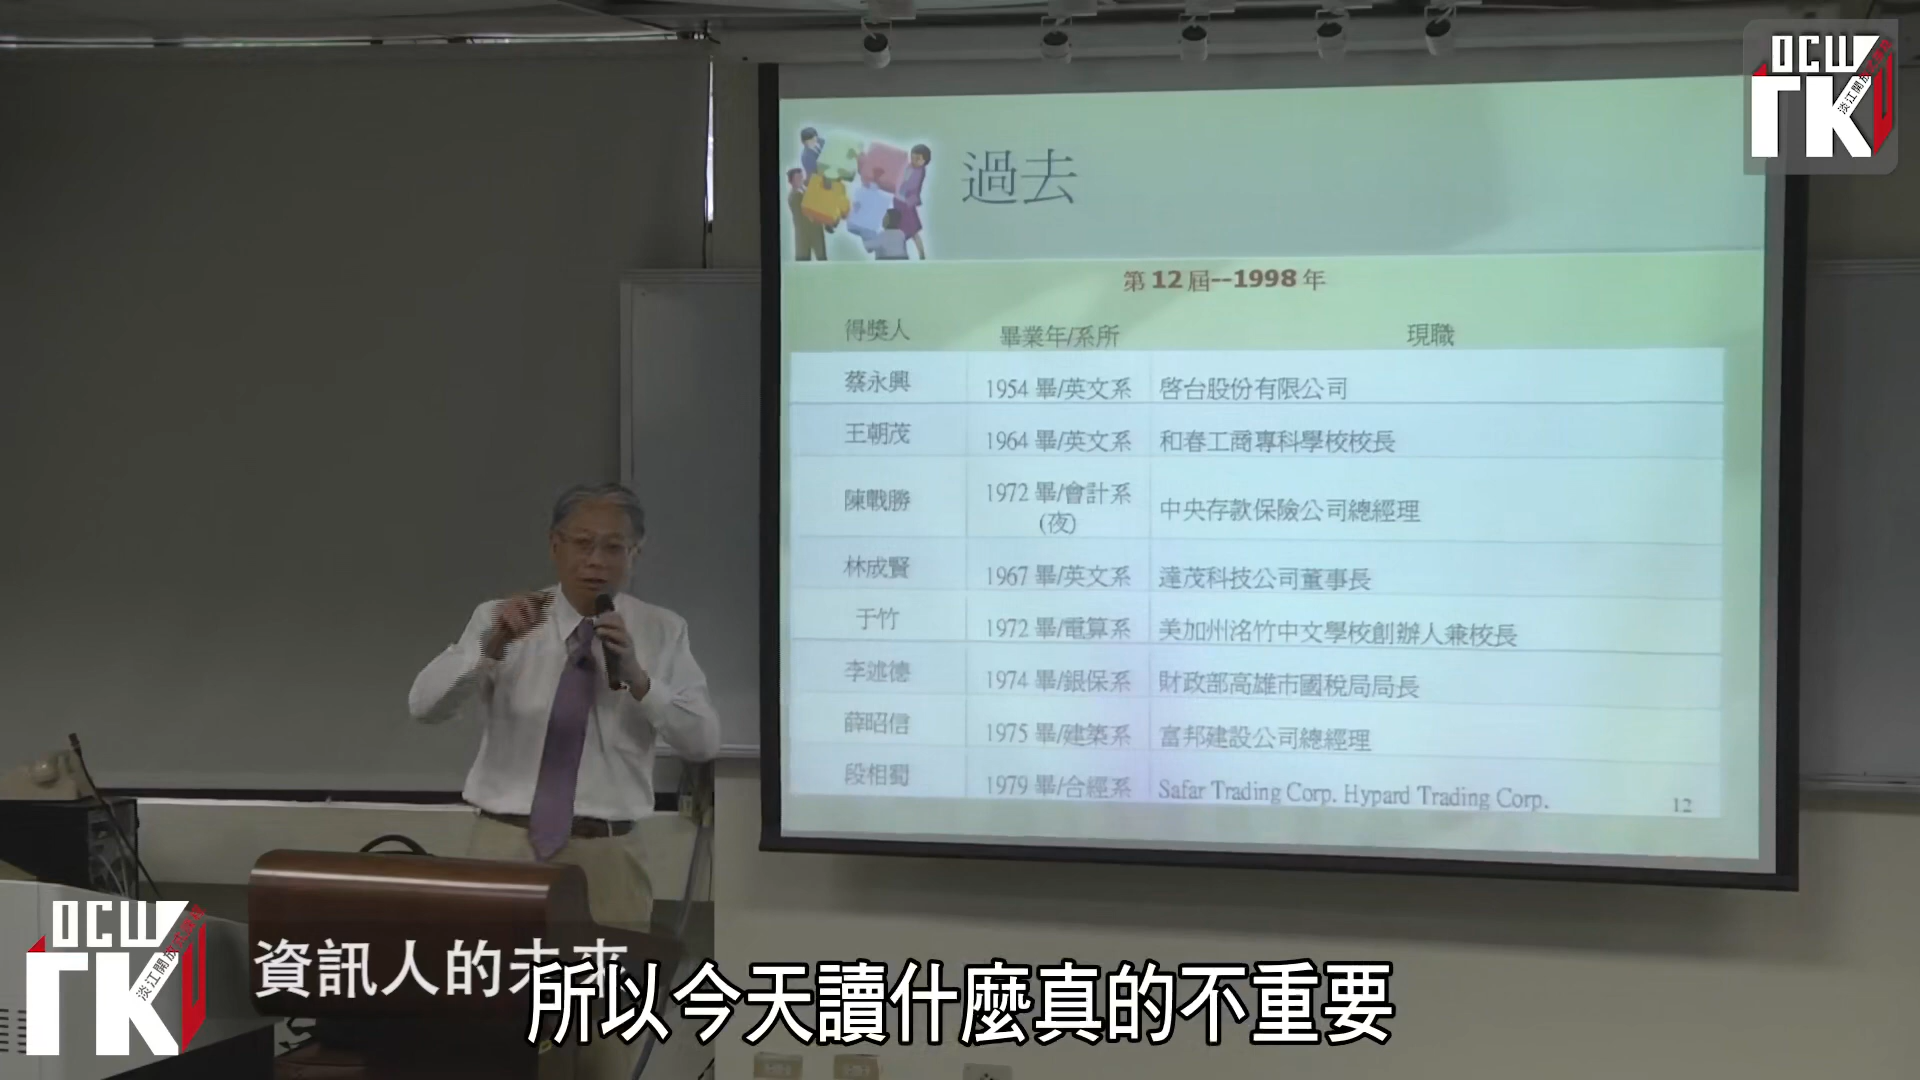 OCW
TKU
淡江開放式課程
過去
第 12 屆--1998 年
得獎人 畢業年/系所 現職
蔡永興 1954 畢/英文系 啓台股份有限公司
王朝茂 1964 畢/英文系 和春工商專科學校校長
陳戰勝 1972 畢/會計系(夜) 中央存款保險公司總經理
林成賢 1967 畢/英文系 達茂科技公司董事長
于竹 1972 畢/電算系 美加州洺竹中文學校創辦人兼校長
李述德 1974 畢/銀保系 財政部高雄市國稅局局長
薛昭信 1975 畢/建築系 富邦建設公司總經理
段相蜀 1979 畢/合經系 Safar Trading Corp. Hypard Trading Corp.
12
OCW
TKU
淡江開放式課程
資訊人的未來
所以今天讀什麼真的不重要